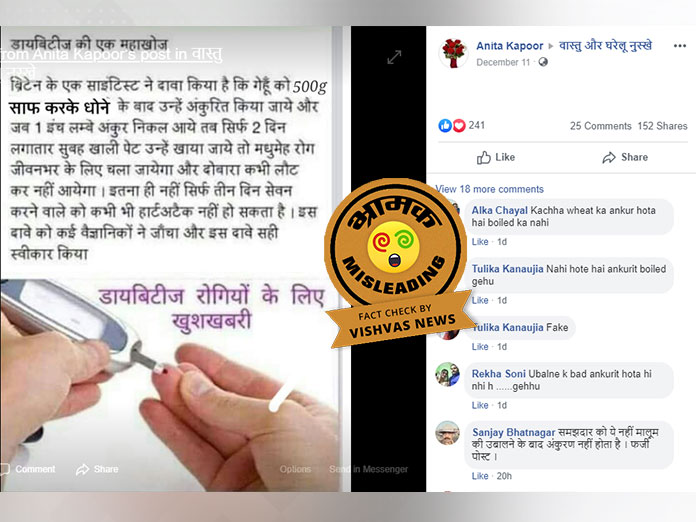 डायबिटीज की एक महाखोज
from Anita Kapoor's post in वास्तु
नुस्खे
ब्रिटेन के एक साइंटिस्ट ने दावा किया है कि गेहूँ को 500g
साफ करके धोनें के बाद उन्हें अंकुरित किया जाये और
जब 1 इंच लम्बे अंकुर निकल आये तब सिर्फ 2 दिन
लगातार सुबह खाली पेट उन्हें खाया जाये तो मधुमेह रोग
जीवनभर के लिए चला जायेगा और दोबारा कभी लौट
कर नहीं आयेगा । इतना ही नहीं सिर्फ तीन दिन सेवन
करने वाले को कभी भी हार्टअटैक नहीं हो सकता है । इस
दावे को कई वैज्ञानिकों ने जाँचा और इस दावे सही
स्वीकार किया
डायबिटीज रोगियों के लिए
खुशखबरी
Comment Share Options Send in Messenger
भ्रामक
MISLEADING
FACT CHECK BY
VISHVAS NEWS
Anita Kapoor ▸ वास्तु और घरेलू नुस्खे
December 11 ·
241 25 Comments 152 Shares
Like Share
View 18 more comments
Alka Chayal Kachha wheat ka ankur hota
hai boiled ka nahi
Like · 1d
Tulika Kanaujia Nahi hote hai ankurit boiled
gehu
Like · 1d
Tulika Kanaujia Fake
Like · 1d
Rekha Soni Ubalne k bad ankurit hota hi
nhi h ......gehhu
Like · 1d
Sanjay Bhatnagar समझदार को ये नहीं मालूम
की उबालने के बाद अंकुरण नहीं होता है । फर्जी
पोस्ट ।
Like · 20h